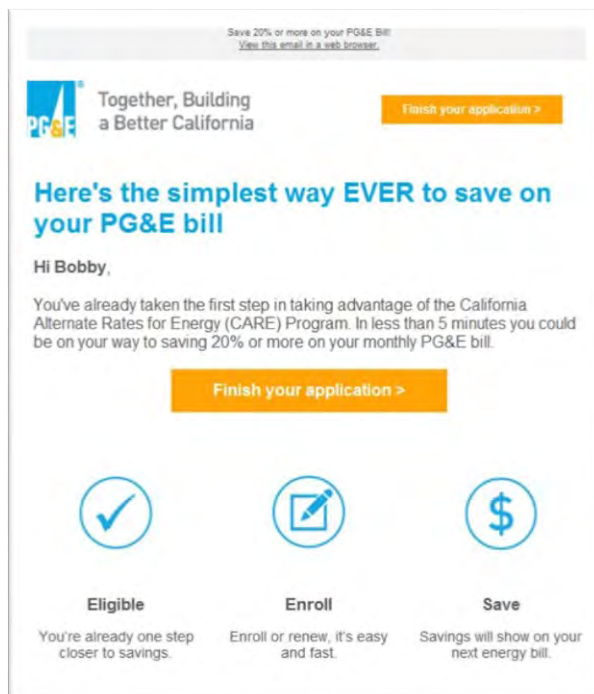 Save 20% or more on your PG&E Bill!
View this email in a web browser.
PG&E®
Together, Building
a Better California
Finish your application >
Here's the simplest way EVER to save on
your PG&E bill
Hi Bobby,
You've already taken the first step in taking advantage of the California
Alternate Rates for Energy (CARE) Program. In less than 5 minutes you could
be on your way to saving 20% or more on your monthly PG&E bill.
Finish your application >
$
Eligible
Enroll
Save
You're already one step
closer to savings.
Enroll or renew, it's easy
and fast.
Savings will show on your
next energy bill.